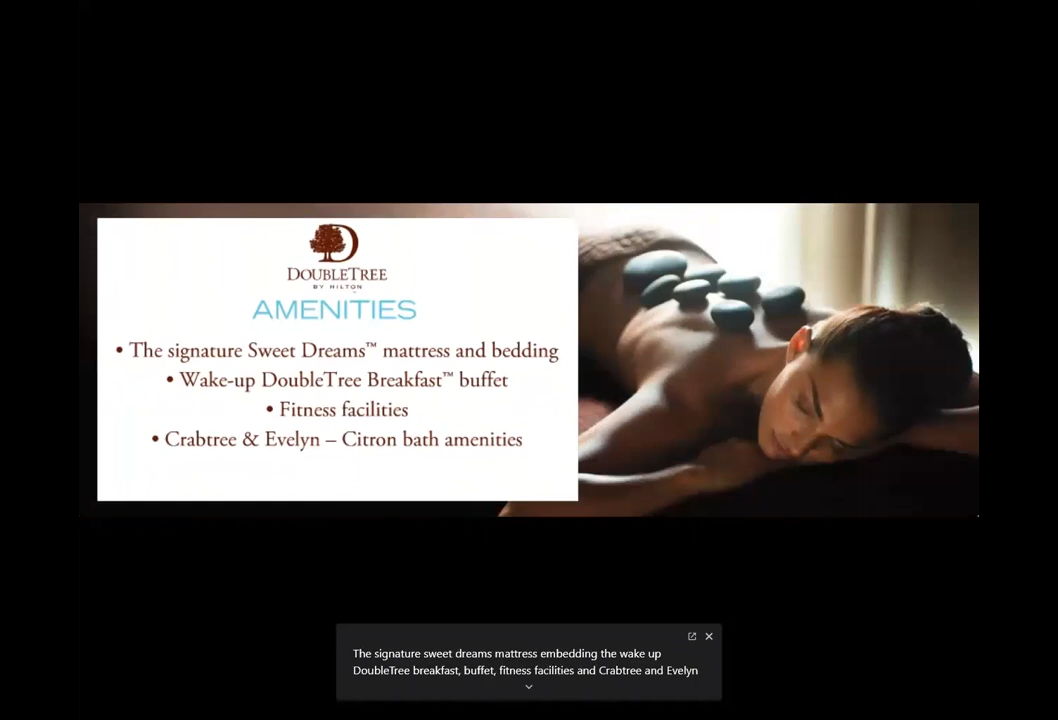 D
DOUBLETREE
BY HILTON
AMENITIES
• The signature Sweet Dreams™ mattress and bedding
• Wake-up DoubleTree Breakfast™ buffet
• Fitness facilities
• Crabtree & Evelyn – Citron bath amenities
The signature sweet dreams mattress embedding the wake up
DoubleTree breakfast, buffet, fitness facilities and Crabtree and Evelyn